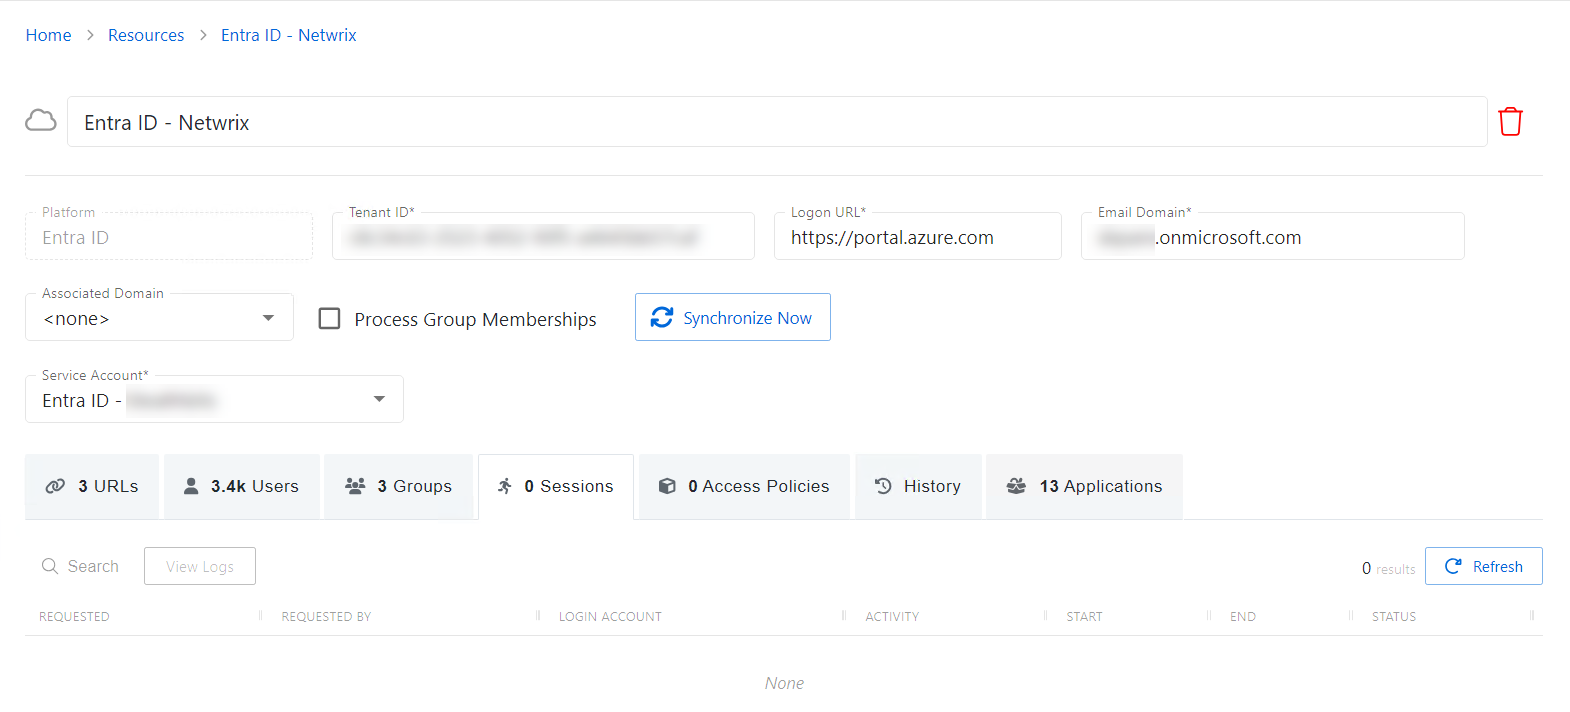 Home > Resources > Entra ID - Netwrix
Entra ID - Netwrix
Platform Tenant ID* Logon URL* Email Domain*
Entra ID https://portal.azure.com .onmicrosoft.com
Associated Domain
<none> Process Group Memberships Synchronize Now
Service Account*
Entra ID -
3 URLs 3.4k Users 3 Groups 0 Sessions 0 Access Policies History 13 Applications
Search View Logs 0 results Refresh
REQUESTED REQUESTED BY LOGIN ACCOUNT ACTIVITY START END STATUS
None